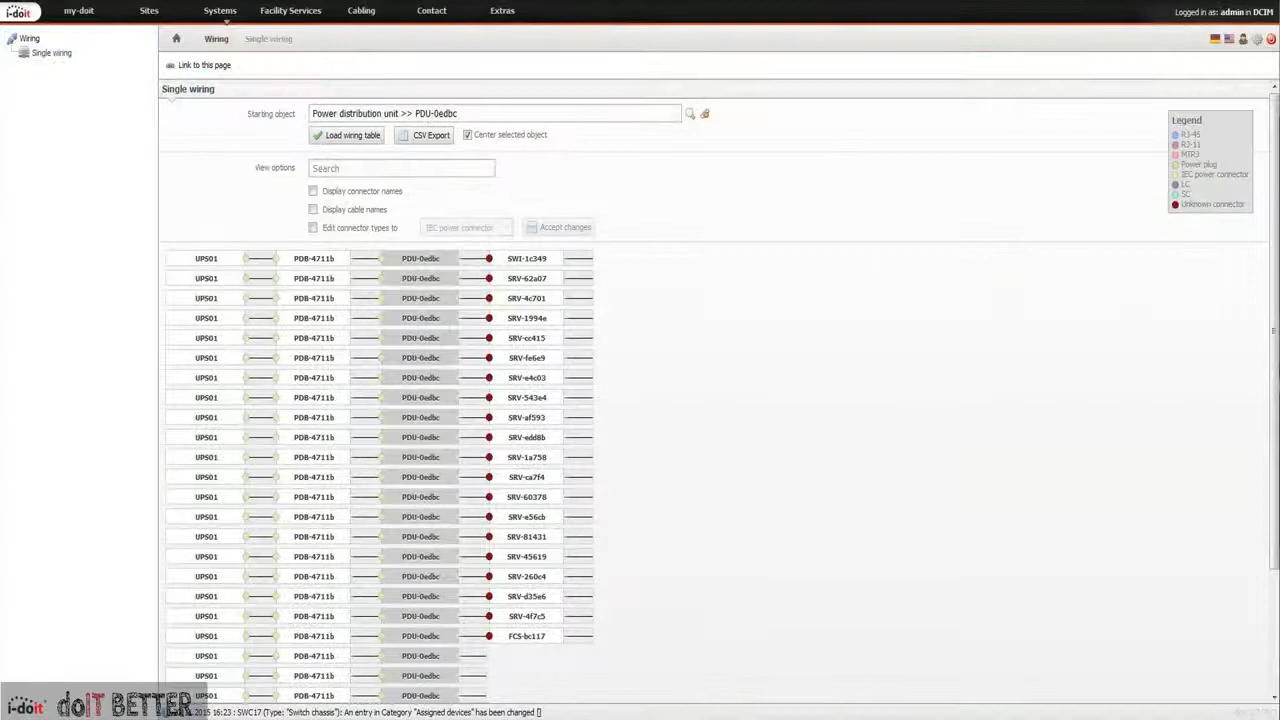 i-doit my-doit Sites Systems Facility Services Cabling Contact Extras Logged in as: admin in DCIM
Wiring
Single wiring
Wiring Single wiring
Link to this page
Single wiring
Starting object Power distribution unit >> PDU-0edbc
Load wiring table CSV Export Center selected object
View options Search
Display connector names
Display cable names
Edit connector types to IEC power connector Accept changes
Legend
RJ-45
RJ-11
MTRJ
Power plug
IEC power connector
LC
SC
Unknown connector
UPS01 PDB-4711b PDU-0edbc SWI-1c349
UPS01 PDB-4711b PDU-0edbc SRV-62a07
UPS01 PDB-4711b PDU-0edbc SRV-4c701
UPS01 PDB-4711b PDU-0edbc SRV-1994e
UPS01 PDB-4711b PDU-0edbc SRV-cc415
UPS01 PDB-4711b PDU-0edbc SRV-fe6e9
UPS01 PDB-4711b PDU-0edbc SRV-e4c03
UPS01 PDB-4711b PDU-0edbc SRV-543e4
UPS01 PDB-4711b PDU-0edbc SRV-af593
UPS01 PDB-4711b PDU-0edbc SRV-edd8b
UPS01 PDB-4711b PDU-0edbc SRV-1a758
UPS01 PDB-4711b PDU-0edbc SRV-ca7f4
UPS01 PDB-4711b PDU-0edbc SRV-60378
UPS01 PDB-4711b PDU-0edbc SRV-e56cb
UPS01 PDB-4711b PDU-0edbc SRV-81431
UPS01 PDB-4711b PDU-0edbc SRV-45619
UPS01 PDB-4711b PDU-0edbc SRV-260c4
UPS01 PDB-4711b PDU-0edbc SRV-d35e6
UPS01 PDB-4711b PDU-0edbc SRV-4f7c5
UPS01 PDB-4711b PDU-0edbc FCS-bc117
UPS01 PDB-4711b PDU-0edbc
UPS01 PDB-4711b PDU-0edbc
UPS01 PDB-4711b PDU-0edbc
i-doit doIT BETTER
2015 16:23 : SWC17 (Type: "Switch chassis"): An entry in Category "Assigned devices" has been changed []